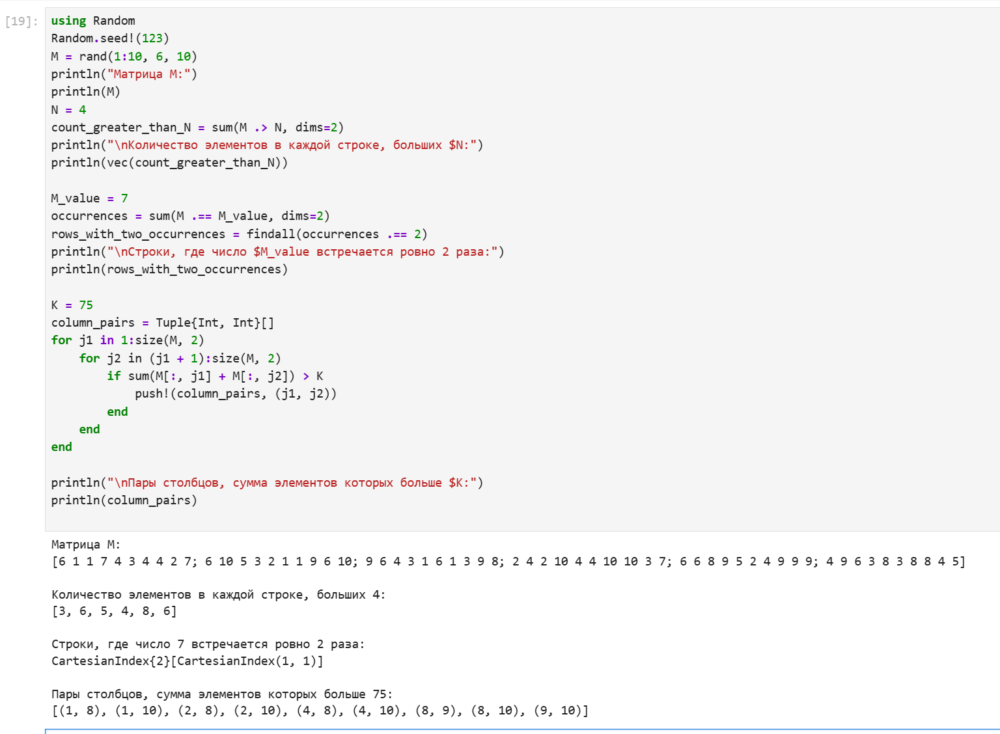 [19]:
using Random
Random.seed!(123)
M = rand(1:10, 6, 10)
println("Матрица M:")
println(M)
N = 4
count_greater_than_N = sum(M .> N, dims=2)
println("\nКоличество элементов в каждой строке, больших $N:")
println(vec(count_greater_than_N))

M_value = 7
occurrences = sum(M .== M_value, dims=2)
rows_with_two_occurrences = findall(occurrences .== 2)
println("\nСтроки, где число $M_value встречается ровно 2 раза:")
println(rows_with_two_occurrences)

K = 75
column_pairs = Tuple{Int, Int}[]
for j1 in 1:size(M, 2)
    for j2 in (j1 + 1):size(M, 2)
        if sum(M[:, j1] + M[:, j2]) > K
            push!(column_pairs, (j1, j2))
        end
    end
end

println("\nПары столбцов, сумма элементов которых больше $K:")
println(column_pairs)

Матрица M:
[6 1 1 7 4 3 4 4 2 7; 6 10 5 3 2 1 1 9 6 10; 9 6 4 3 1 6 1 3 9 8; 2 4 2 10 4 4 10 10 3 7; 6 6 8 9 5 2 4 9 9 9; 4 9 6 3 8 3 8 8 4 5]

Количество элементов в каждой строке, больших 4:
[3, 6, 5, 4, 8, 6]

Строки, где число 7 встречается ровно 2 раза:
CartesianIndex{2}[CartesianIndex(1, 1)]

Пары столбцов, сумма элементов которых больше 75:
[(1, 8), (1, 10), (2, 8), (2, 10), (4, 8), (4, 10), (8, 9), (8, 10), (9, 10)]